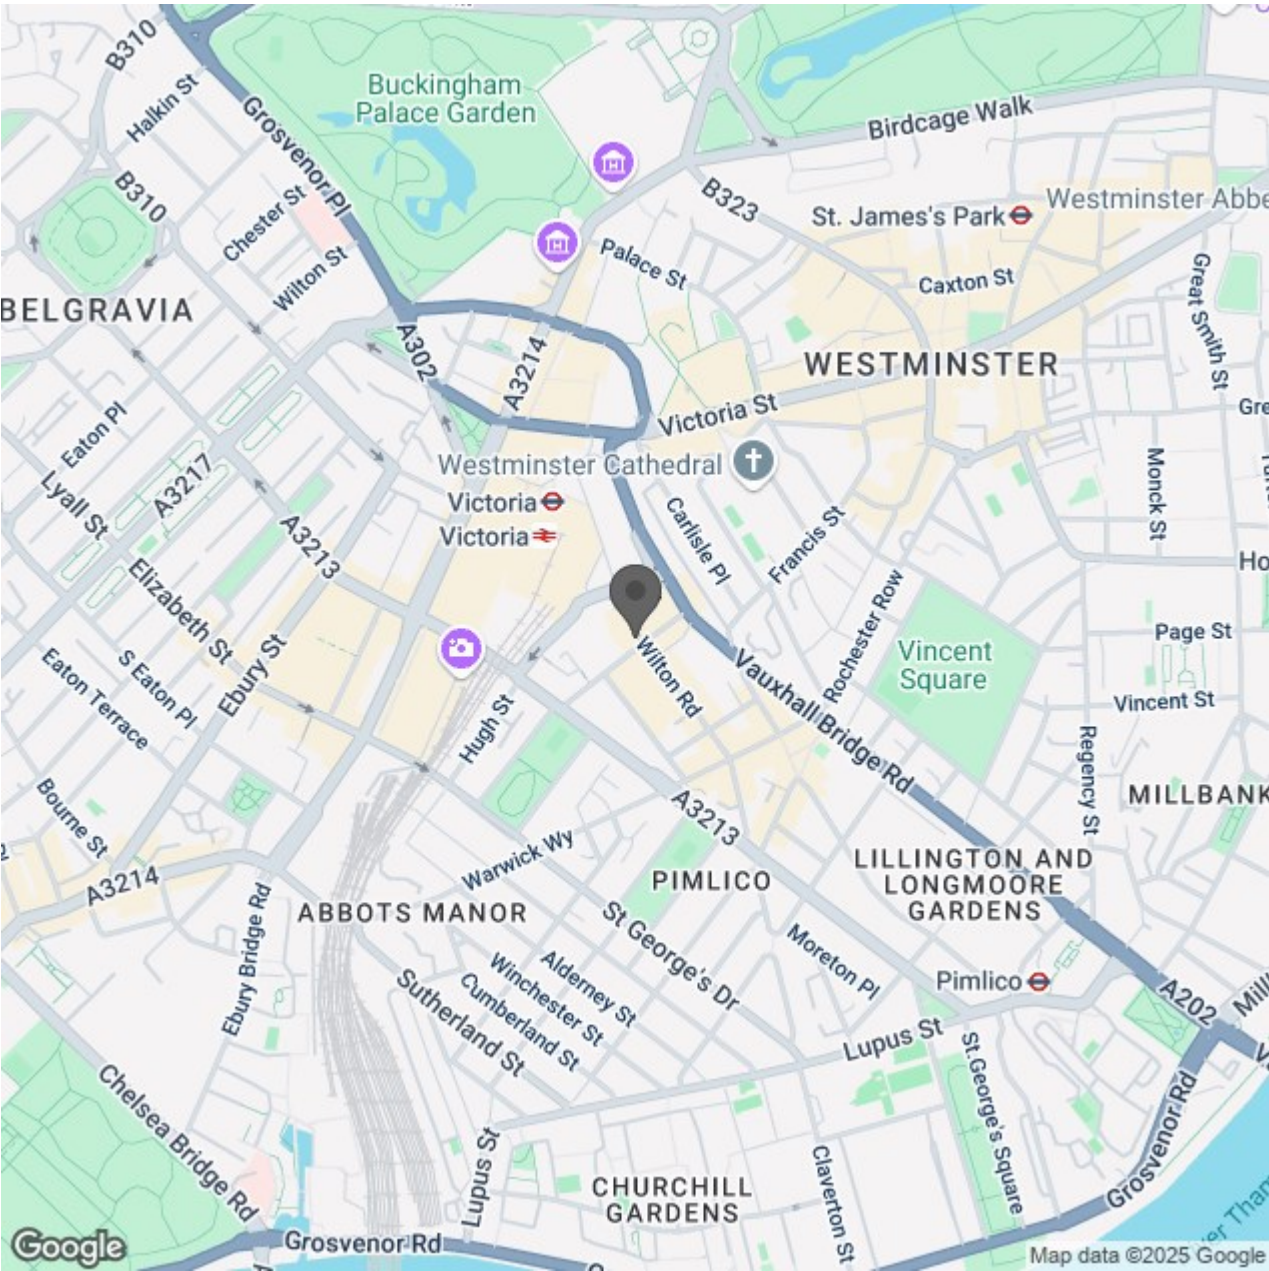 B310
Halkin St
Grosvenor Pl
Buckingham
Palace Garden
Birdcage Walk
B310
Chester St
Wilton St
B323
St. James's Park
Westminster Abbe
Palace St
Caxton St
Great Smith St
BELGRAVIA
A302
A3214
WESTMINSTER
Victoria St
Gre
Eaton Pl
Lyall St
A3217
A3213
Westminster Cathedral
Victoria
Victoria
Carlisle Pl
Francis St
Monck St
Ho
Elizabeth St
S Eaton Pl
Eaton Terrace
Ebury St
Hugh St
Wilton Rd
Vauxhall Bridge Rd
Rochester Row
Vincent
Square
Page St
Vincent St
Regency St
MILLBANK
Bourne St
A3214
Warwick Wy
A3213
PIMLICO
LILLINGTON AND
LONGMOORE
GARDENS
ABBOTS MANOR
Ebury Bridge Rd
St George's Dr
Alderney St
Winchester St
Cumberland St
Sutherland St
Moreton Pl
Pimlico
A202
Lupus St
St.George's Square
Grosvenor Rd
Chelsea Bridge Rd
Lupus St
CHURCHILL
GARDENS
Claverton St
Grosvenor Rd
Google
Map data ©2025 Google